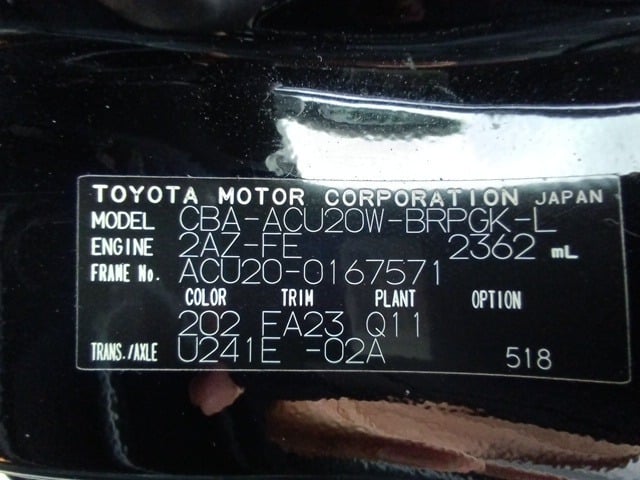 TOYOTA MOTOR CORPORATION JAPAN
MODEL CBA-ACU20W-BRPGK-L
ENGINE 2AZ-FE 2362 mL
FRAME No. ACU20-0167571
COLOR TRIM PLANT OPTION
202 FA23 Q11
TRANS./AXLE U241E -02A 518